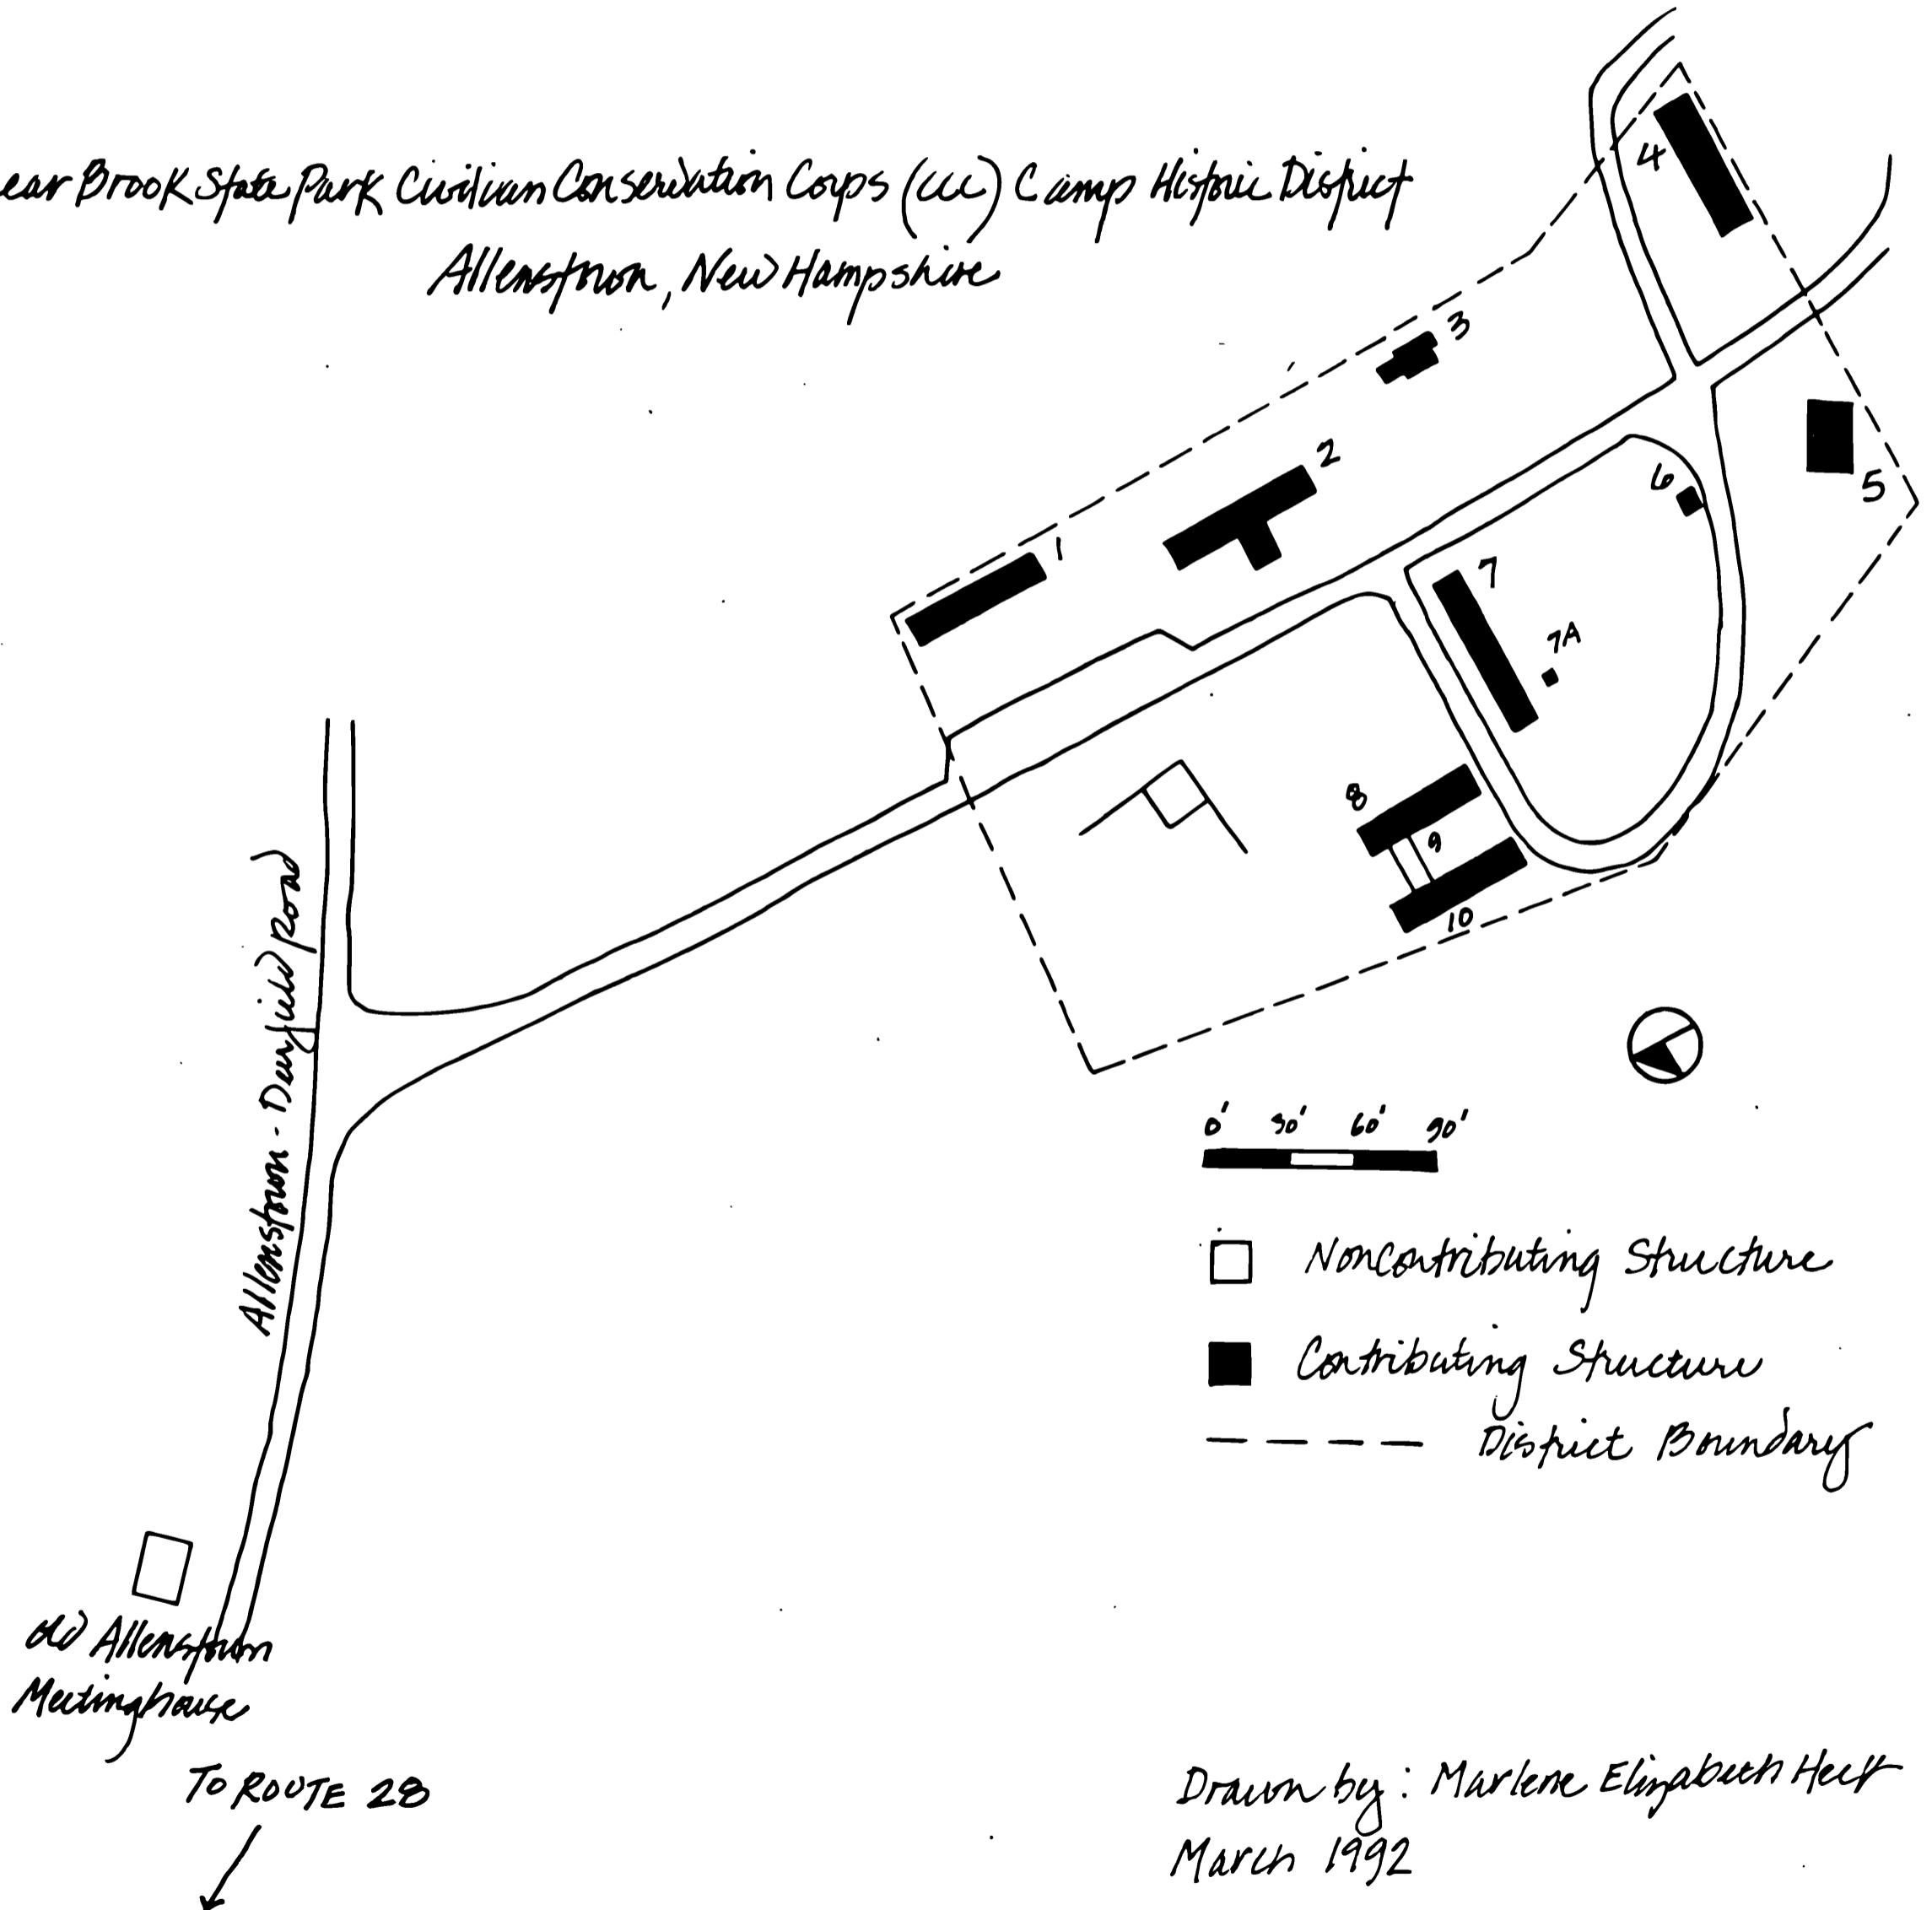 ear Brook State Park Civilian Conservation Corps (CCC) Camp Historic District
Allenstown, New Hampshire
4
3
2
5
6
1
7
7A
8
9
10
Allenstown - Deerfield Road
0' 30' 60' 90'
NonContributing Structure
Contributing Structure
District Boundary
Old Allenstown
Meetinghouse
TO ROUTE 28
Drawn by: Marlene Elizabeth
March 1992